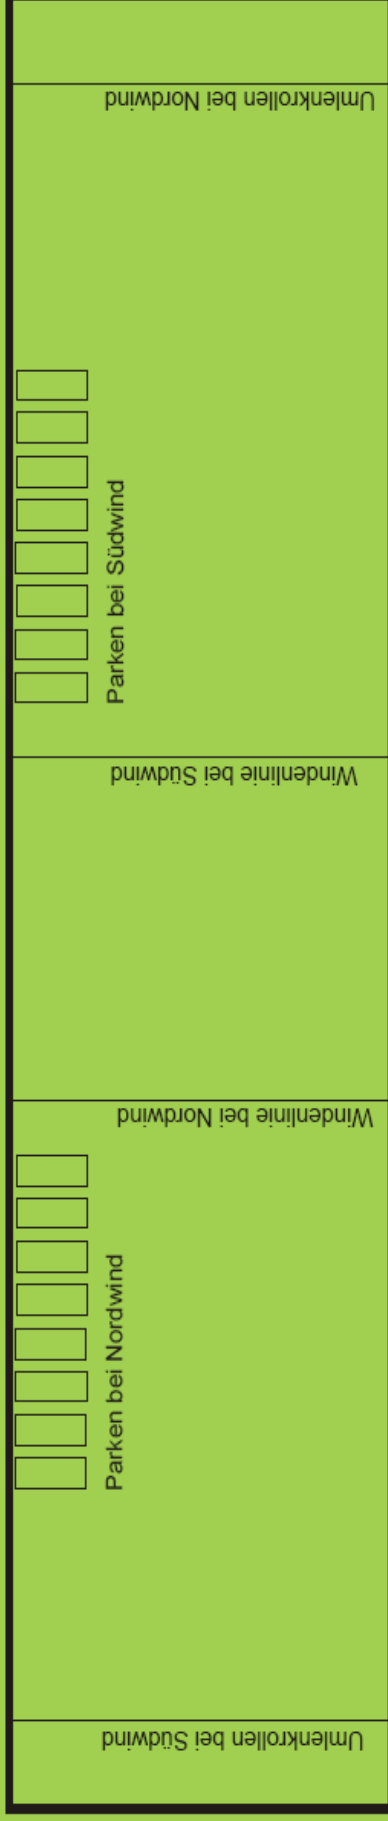 Umlenkrollen bei Nordwind
Parken bei Südwind
Windenlinie bei Südwind
Windenlinie bei Nordwind
Parken bei Nordwind
Umlenkrollen bei Südwind